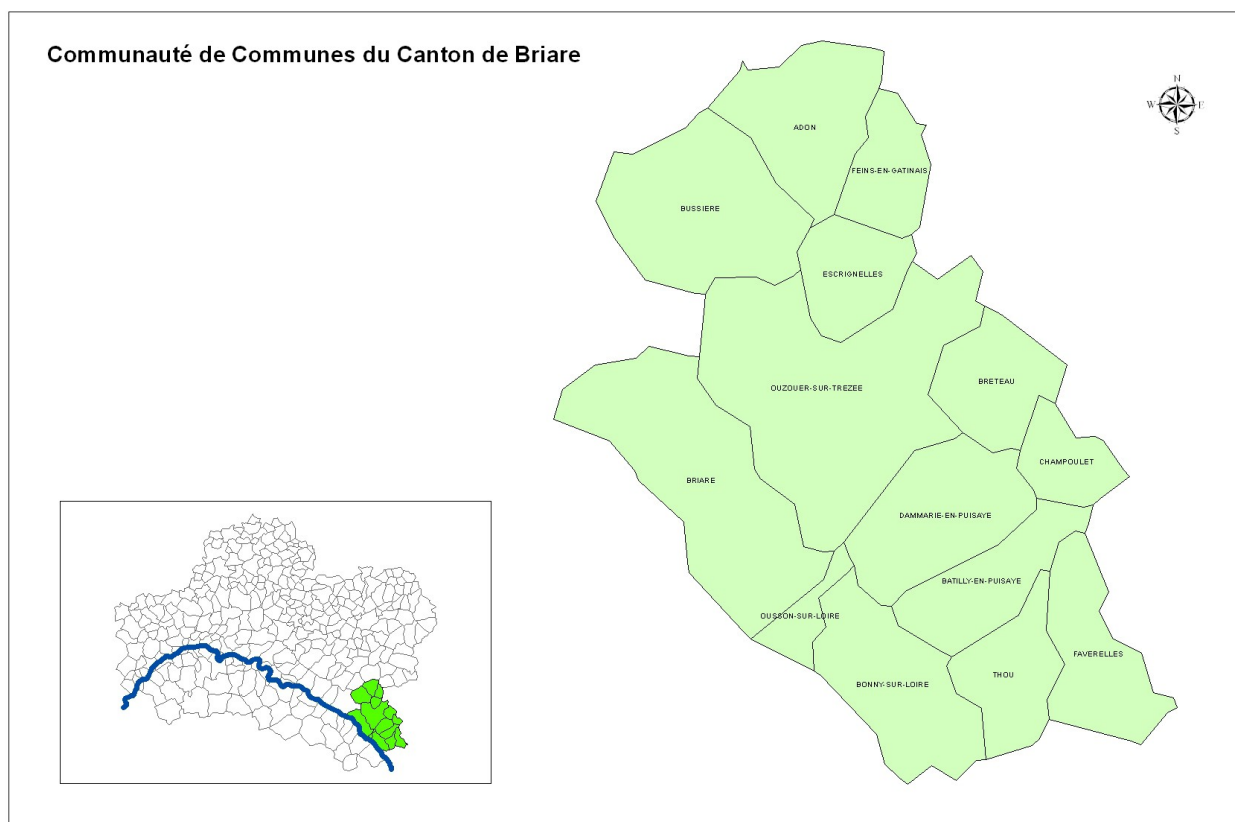 Communauté de Communes du Canton de Briare
N
W E
S
ADON
FEINS-EN-GATINAIS
BUSSIERE
ESCRIGNELLES
OUZOUER-SUR-TREZEE
BRETEAU
CHAMPOULET
BRIARE
DAMMARIE-EN-PUISAYE
BATILLY-EN-PUISAYE
OUSSON-SUR-LOIRE
FAVERELLES
THOU
BONNY-SUR-LOIRE